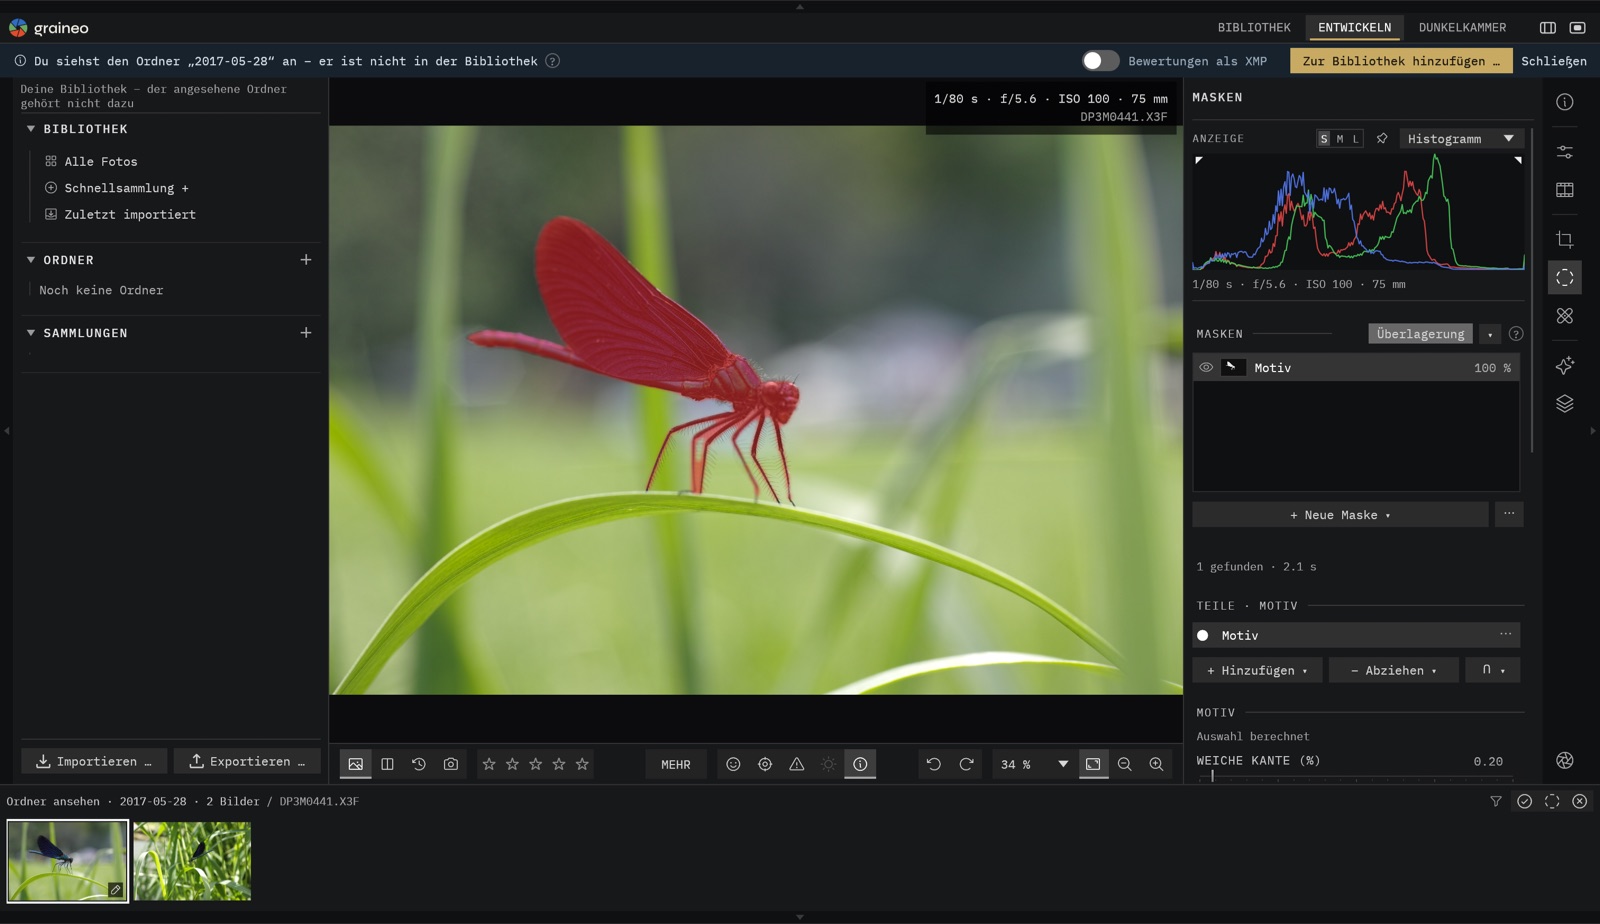 graineo
BIBLIOTHEK
ENTWICKELN
DUNKELKAMMER
Du siehst den Ordner „2017-05-28“ an – er ist nicht in der Bibliothek ?
Bewertungen als XMP
Zur Bibliothek hinzufügen …
Schließen
Deine Bibliothek – der angesehene Ordner
gehört nicht dazu
BIBLIOTHEK
Alle Fotos
Schnellsammlung +
Zuletzt importiert
ORDNER +
Noch keine Ordner
SAMMLUNGEN +
Importieren …
Exportieren …
1/80 s · f/5.6 · ISO 100 · 75 mm
DP3M0441.X3F
MEHR
34 %
MASKEN
ANZEIGE
S M L
Histogramm
1/80 s · f/5.6 · ISO 100 · 75 mm
MASKEN
Überlagerung
?
Motiv
100 %
+ Neue Maske
...
1 gefunden · 2.1 s
TEILE · MOTIV
Motiv
...
+ Hinzufügen
− Abziehen
∩
MOTIV
Auswahl berechnet
WEICHE KANTE (%)
0.20
Ordner ansehen · 2017-05-28 · 2 Bilder / DP3M0441.X3F